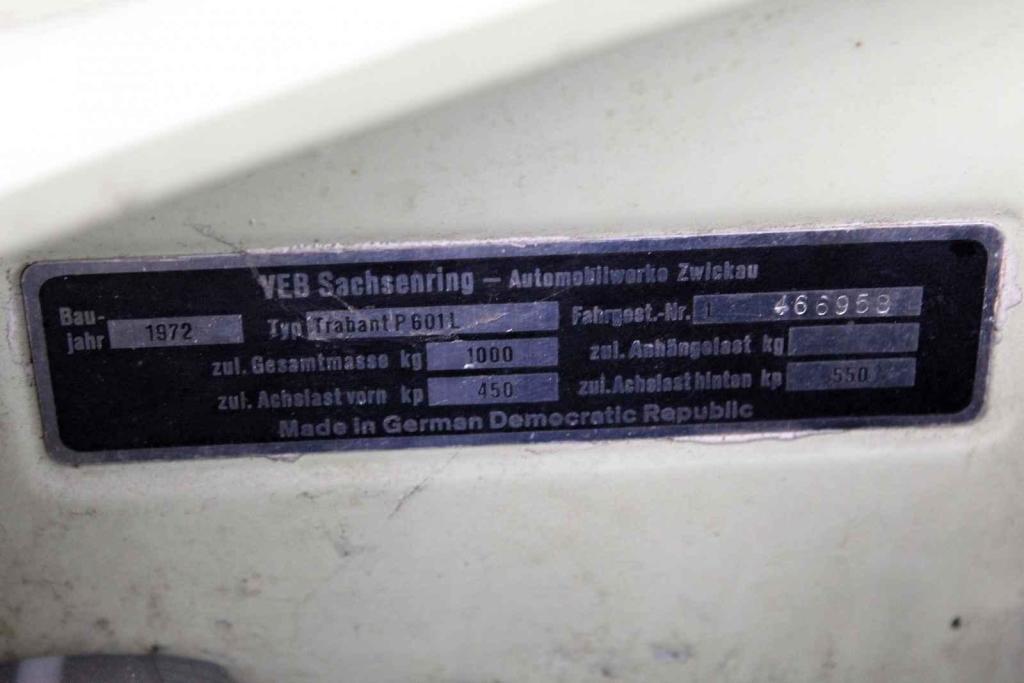 VEB Sachsenring – Automobilwerke Zwickau
Bau-
jahr 1972 Typ Trabant P 601 L Fahrgest.-Nr. 466958
zul. Gesamtmasse kg 1000 zul. Anhängelast kg
zul. Achslast vorn kp 450 zul. Achslast hinten kp 550
Made in German Democratic Republic